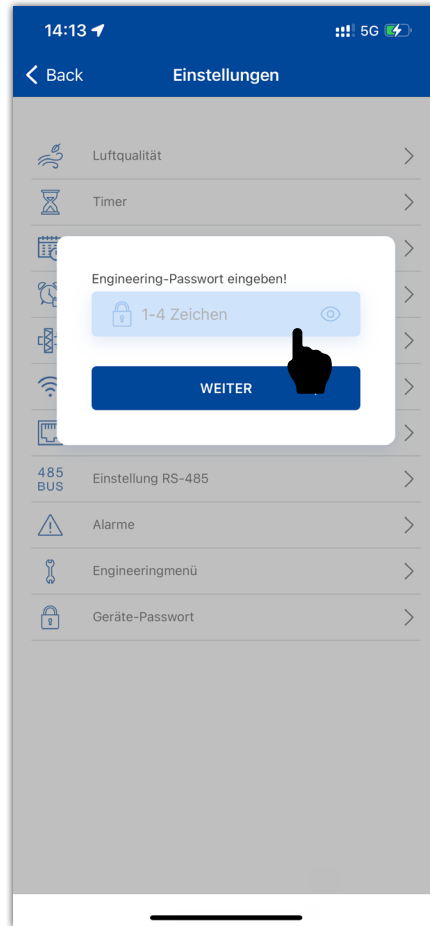 14:13
5G
Back
Einstellungen
Luftqualität
Timer
Engineering-Passwort eingeben!
1-4 Zeichen
WEITER
485
BUS
Einstellung RS-485
Alarme
Engineeringmenü
Geräte-Passwort